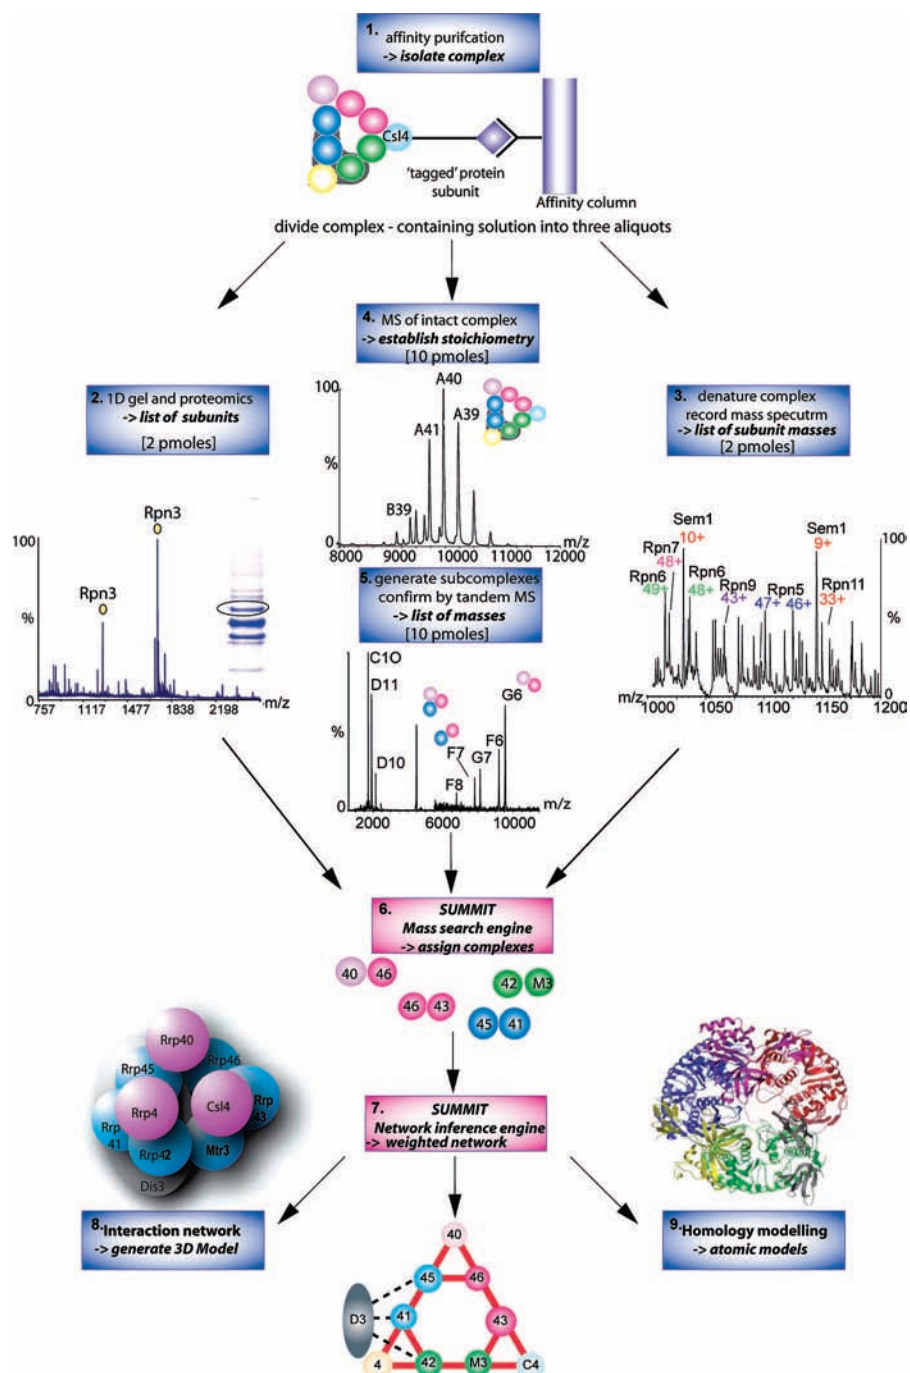 1. affinity purifcation
-> isolate complex
Csl4
'tagged' protein
subunit
Affinity column
divide complex - containing solution into three aliquots
4. MS of intact complex
-> establish stoichiometry
[10 pmoles]
2. 1D gel and proteomics
-> list of subunits
[2 pmoles]
3. denature complex
record mass specutrm
-> list of subunit masses
[2 pmoles]
100
%
0
A40
A39
A41
B39
8000 9000 10000 11000 12000
m/z
100
%
0
Rpn3
Rpn3
757 1117 1477 1838 2198
m/z
Sem1
10+
Sem1
9+
Rpn7
48+
Rpn6
49+
Rpn6
48+
Rpn9
43+
Rpn5
47+ 46+
Rpn11
33+
100
%
0
1000 1050 1100 1150 1200
m/z
5. generate subcomplexes
confirm by tandem MS
-> list of masses
[10 pmoles]
100
%
0
C10
D11
D10
G6
F6
F7
G7
F8
2000 6000 10000
m/z
6. SUMMIT
Mass search engine
-> assign complexes
40 46
42 M3
46 43
45 41
7. SUMMIT
Network inference engine
-> weighted network
Rrp40
Rrp45
Rrp46
Rrp4
Csl4
Rrp
43
Rrp
41
Rrp42
Mtr3
Dis3
8. Interaction network
-> generate 3D Model
9. Homology modelling
-> atomic models
40
45 46
D3
41 43
4 42 M3 C4